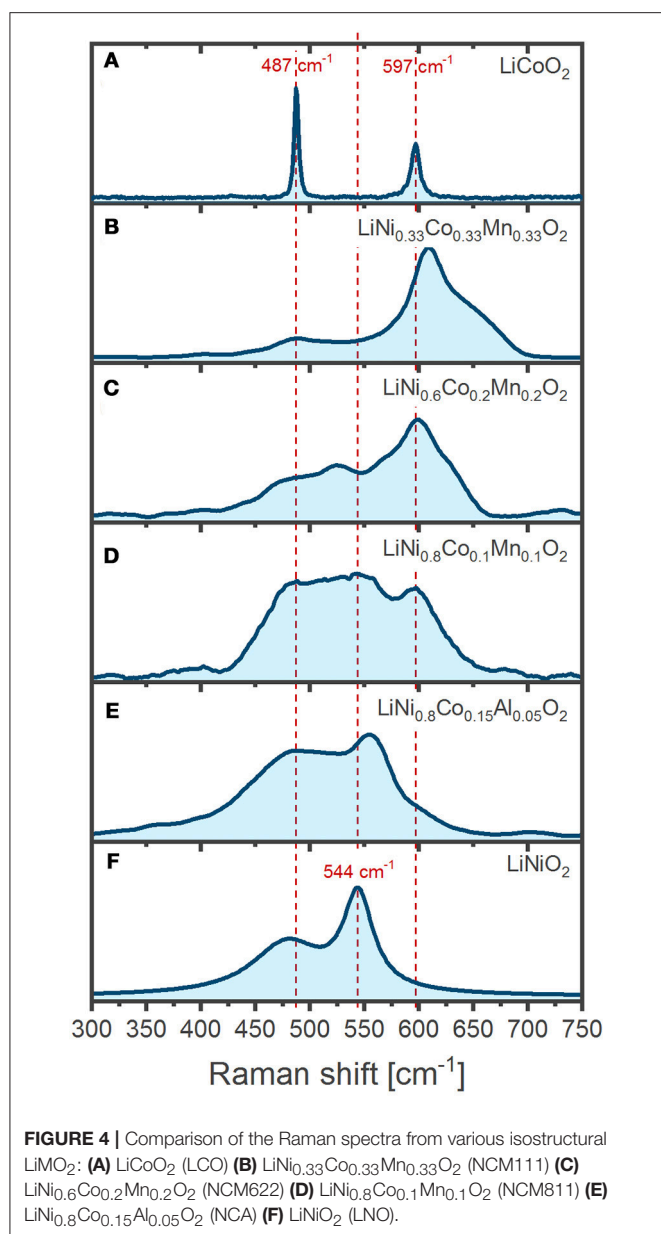 A
487 cm⁻¹
597 cm⁻¹
LiCoO₂
B
LiNi₀.₃₃Co₀.₃₃Mn₀.₃₃O₂
C
LiNi₀.₆Co₀.₂Mn₀.₂O₂
D
LiNi₀.₈Co₀.₁Mn₀.₁O₂
E
LiNi₀.₈Co₀.₁₅Al₀.₀₅O₂
F
544 cm⁻¹
LiNiO₂
300 350 400 450 500 550 600 650 700 750
Raman shift [cm⁻¹]
FIGURE 4 | Comparison of the Raman spectra from various isostructural
LiMO₂: (A) LiCoO₂ (LCO) (B) LiNi₀.₃₃Co₀.₃₃Mn₀.₃₃O₂ (NCM111) (C)
LiNi₀.₆Co₀.₂Mn₀.₂O₂ (NCM622) (D) LiNi₀.₈Co₀.₁Mn₀.₁O₂ (NCM811) (E)
LiNi₀.₈Co₀.₁₅Al₀.₀₅O₂ (NCA) (F) LiNiO₂ (LNO).